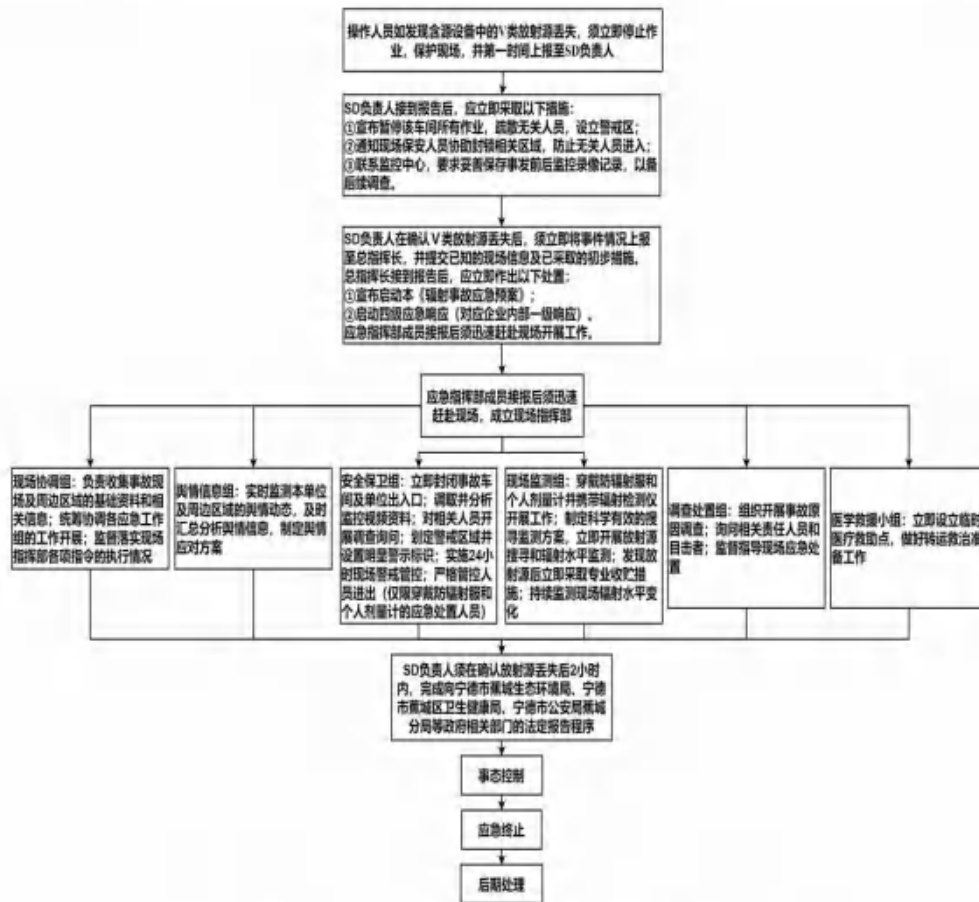 操作人员如发现含源设备中的V类放射源丢失，须立即停止作
业，保护现场，并第一时间上报至SD负责人
SD负责人接到报告后，应立即采取以下措施：
①宣布暂停该车间所有作业，疏散无关人员，设立警戒区；
②通知现场保安人员协助封锁相关区域，防止无关人员进入；
③联系监控中心，要求妥善保存事发前后监控录像记录，以备
后续调查。
SD负责人在确认Ⅴ类放射源丢失后，须立即将事件情况上报
至总指挥长，并提交已知的现场信息及已采取的初步措施。
总指挥长接到报告后，应立即作出以下处置：
①宣布启动本《辐射事故应急预案》；
②启动四级应急响应（对应企业内部一级响应）。
应急指挥部成员接报后须迅速赶赴现场开展工作。
应急指挥部成员接报后须迅速
赶赴现场，成立现场指挥部
现场协调组：负责收集事故现
场及周边区域的基础资料和相
关信息；统筹协调各应急工作
组的工作开展；监督落实现场
指挥部各项指令的执行情况
舆情信息组：实时监测本单位
及周边区域的舆情动态，及时
汇总分析舆情信息，制定舆情
应对方案
安全保卫组：立即封闭事故车
间及单位出入口；调取并分析
监控视频资料；对相关人员开
展调查询问；划定警戒区域并
设置明显警示标识；实施24小
时现场警戒管控；严格管控人
员进出（仅限穿戴防辐射服和
个人剂量计的应急处置人员）
现场监测组：穿戴防辐射服和
个人剂量计并携带辐射检测仪
开展工作；制定科学有效的搜
寻监测方案，立即开展放射源
搜寻和辐射水平监测；发现放
射源后立即采取专业收贮措
施；持续监测现场辐射水平变
化
调查处置组：组织开展事故原
因调查；询问相关责任人员和
目击者；监督指导现场应急处
置
医学救援小组：立即设立临
医疗救助点，做好转运救治准
备工作
SD负责人须在确认放射源丢失后2小时
内，完成向宁德市蕉城生态环境局、宁德
市蕉城区卫生健康局、宁德市公安局蕉城
分局等政府相关部门的法定报告程序
事态控制
应急终止
后期处理